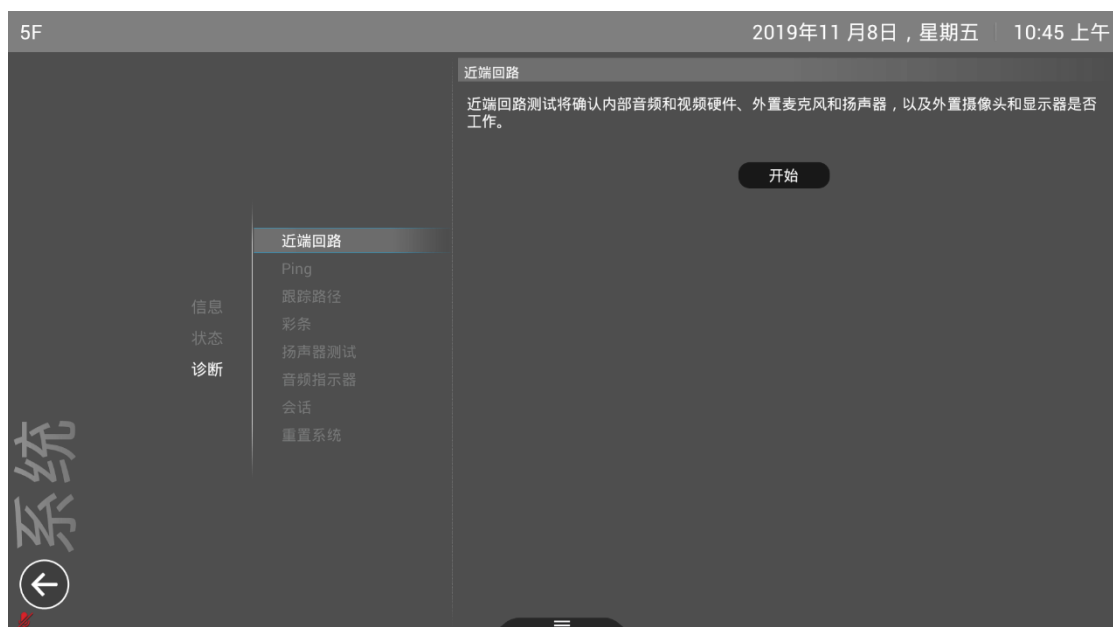 5F
2019年11月8日，星期五 10:45 上午
近端回路
近端回路测试将确认内部音频和视频硬件、外置麦克风和扬声器，以及外置摄像头和显示器是否
工作。
开始
信息
状态
诊断
近端回路
Ping
跟踪路径
彩条
扬声器测试
音频指示器
会话
重置系统
系统